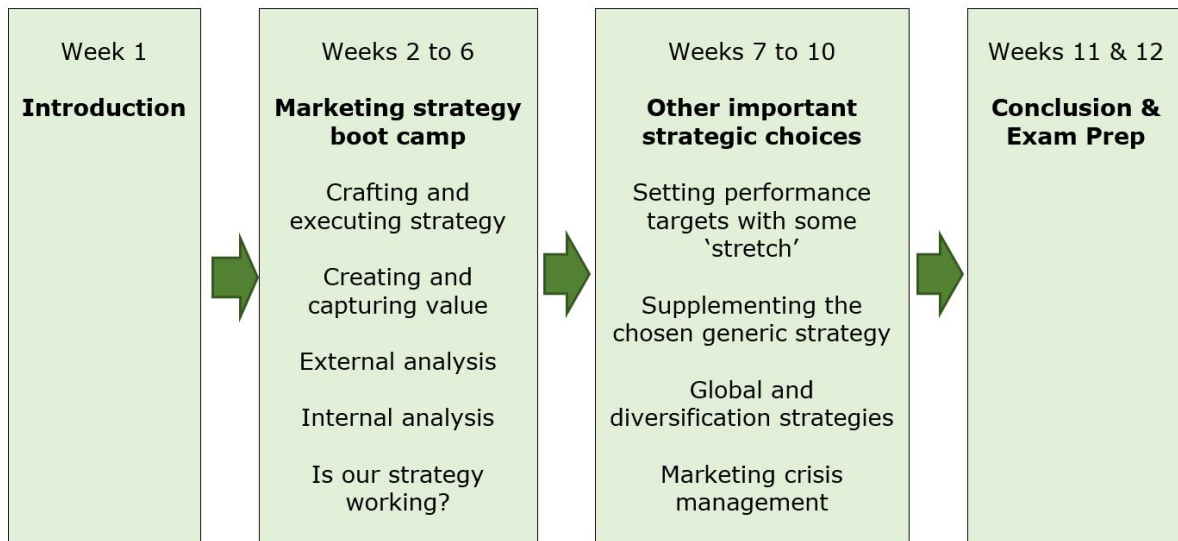 Week 1
Introduction
Weeks 2 to 6
Marketing strategy
boot camp
Crafting and
executing strategy
Creating and
capturing value
External analysis
Internal analysis
Is our strategy
working?
Weeks 7 to 10
Other important
strategic choices
Setting performance
targets with some
‘stretch’
Supplementing the
chosen generic strategy
Global and
diversification strategies
Marketing crisis
management
Weeks 11 & 12
Conclusion &
Exam Prep